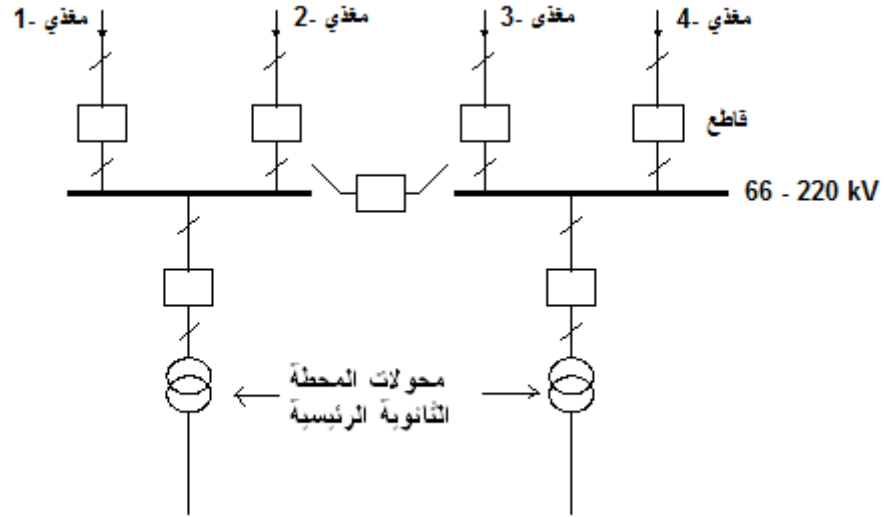 مغذي -1
مغذي -2
مغذي -3
مغذي -4
قاطع
66 - 220 kV
محولات المحطة
الثانوية الرئيسية